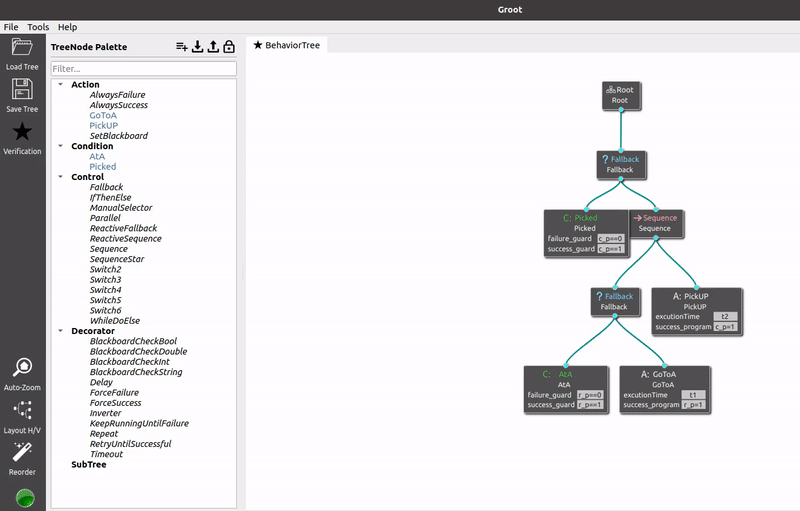 Groot
File Tools Help
Load Tree
Save Tree
Verification
Auto-Zoom
Layout H/V
Reorder
TreeNode Palette
Filter...
Action
AlwaysFailure
AlwaysSuccess
GoToA
PickUP
SetBlackboard
Condition
AtA
Picked
Control
Fallback
IfThenElse
ManualSelector
Parallel
ReactiveFallback
ReactiveSequence
Sequence
SequenceStar
Switch2
Switch3
Switch4
Switch5
Switch6
WhileDoElse
Decorator
BlackboardCheckBool
BlackboardCheckDouble
BlackboardCheckInt
BlackboardCheckString
Delay
ForceFailure
ForceSuccess
Inverter
KeepRunningUntilFailure
Repeat
RetryUntilSuccessful
Timeout
SubTree
BehaviorTree
Root
Root
? Fallback
Fallback
C: Picked
Picked
failure_guard c_p==0
success_guard c_p==1
Sequence
Sequence
? Fallback
Fallback
A: PickUP
PickUP
excutionTime t2
success_program c_p=1
C: AtA
AtA
failure_guard r_p==0
success_guard r_p==1
A: GoToA
GoToA
excutionTime t1
success_program r_p=1